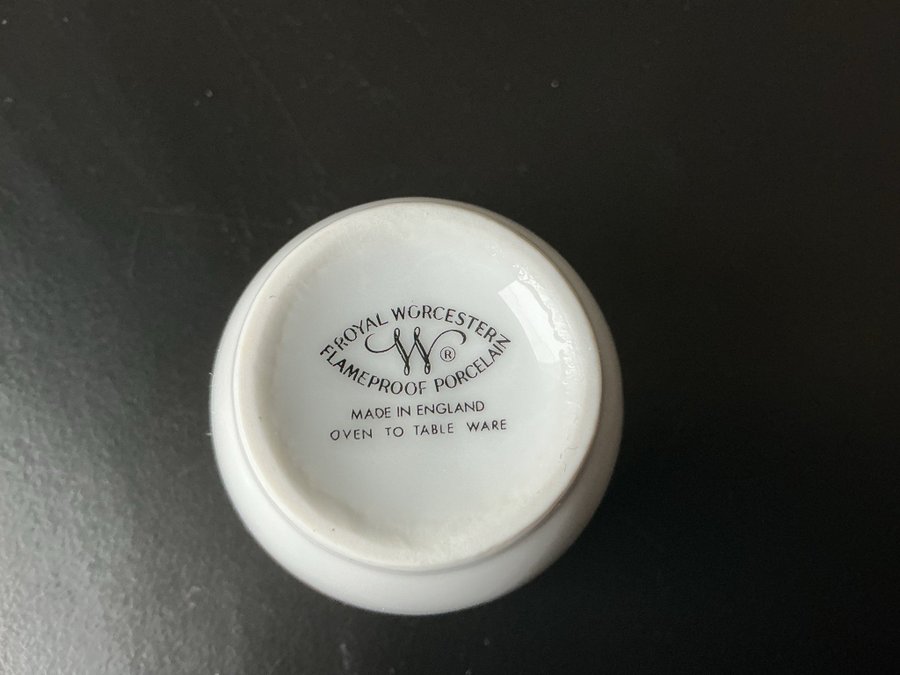 ROYAL WORCESTER
W ®
FLAMEPROOF PORCELAIN
MADE IN ENGLAND
OVEN TO TABLE WARE